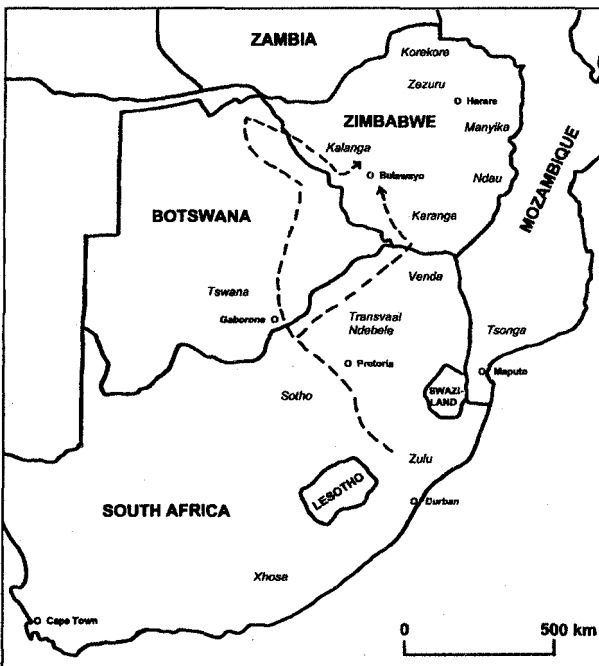 ZAMBIA
Korekore
Zezuru
Harare
ZIMBABWE
Manyika
Kalanga
Bulawayo
Ndau
MOZAMBIQUE
BOTSWANA
Karanga
Venda
Tswana
Gaborone
Transvaal
Ndebele
Tsonga
Pretoria
Maputo
SWAZI-
LAND
Sotho
Zulu
LESOTHO
Durban
SOUTH AFRICA
Xhosa
Cape Town
0 500 km